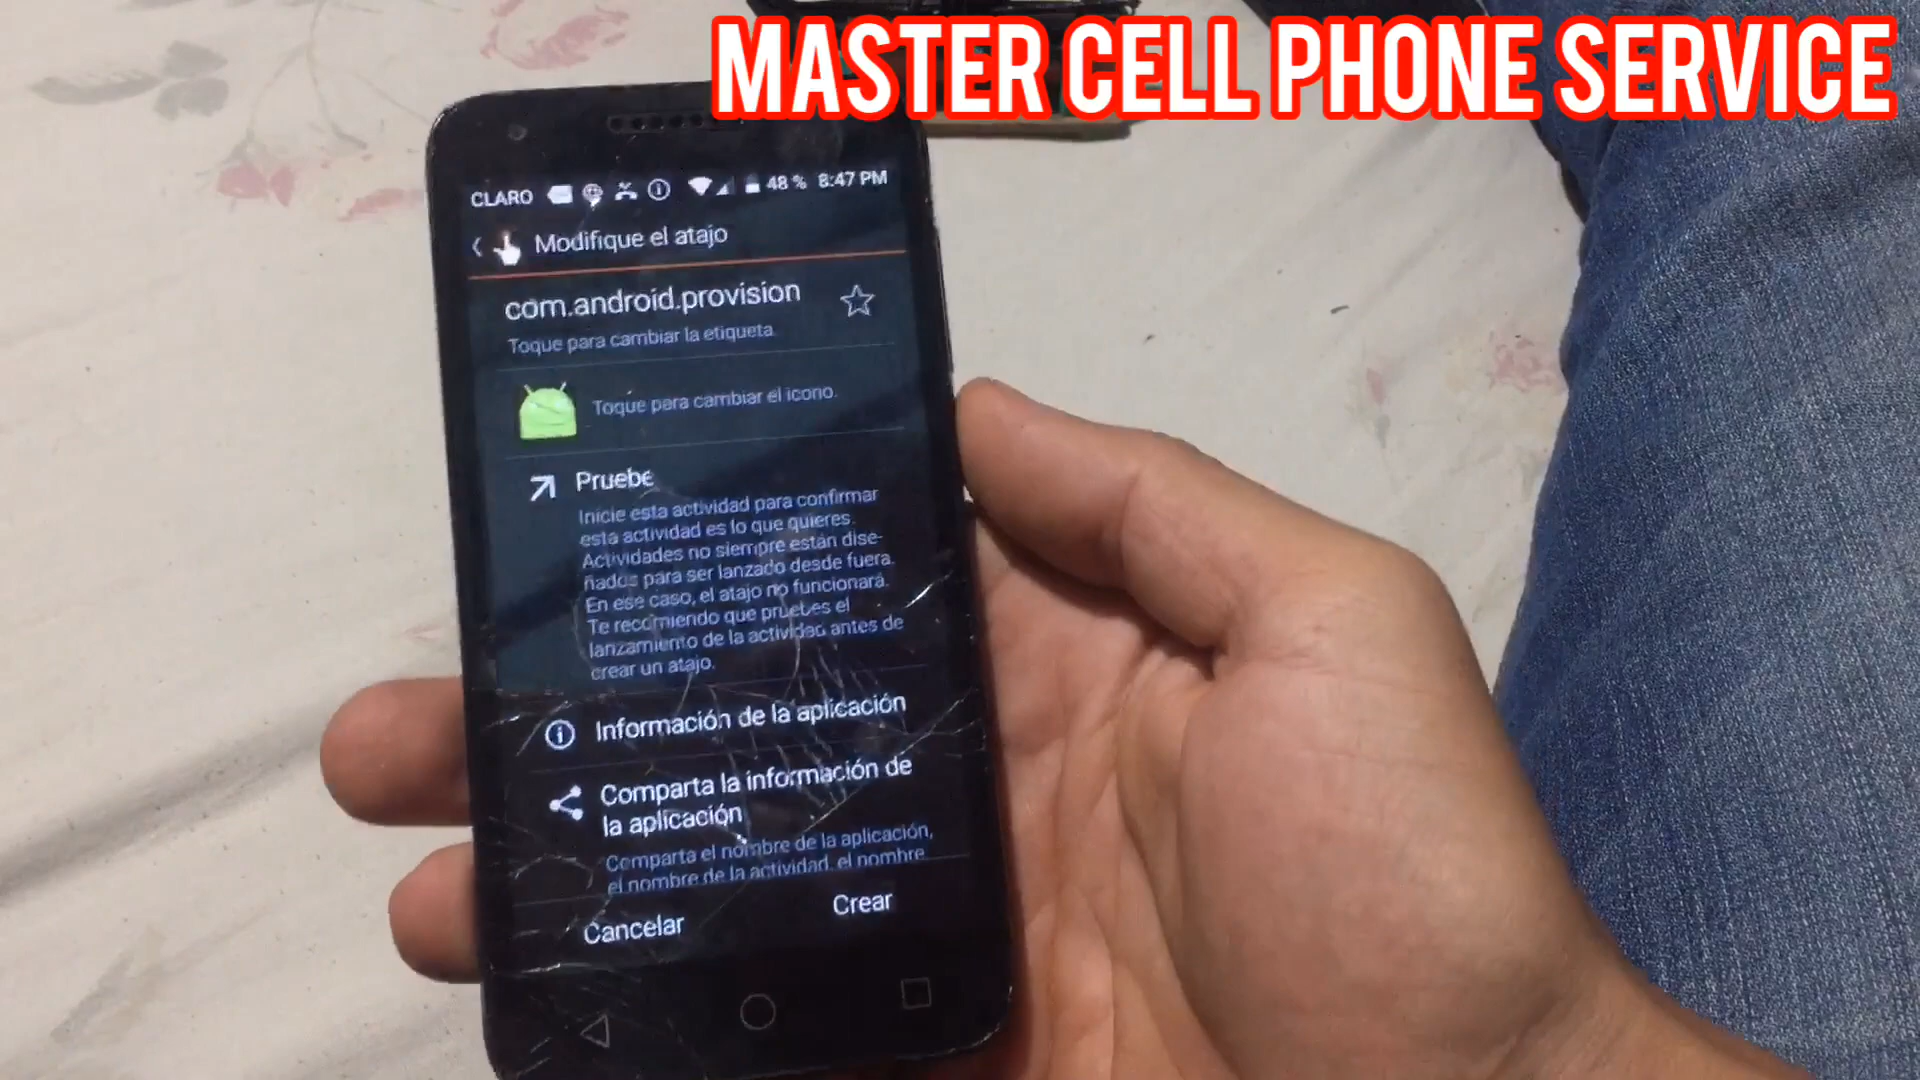 MASTER CELL PHONE SERVICE
CLARO 48 % 8:47 PM
Modifique el atajo
com.android.provision
Toque para cambiar la etiqueta.
Toque para cambiar el icono.
Pruebe
Inicie esta actividad para confirmar
esta actividad es lo que quieres.
Actividades no siempre están dise-
ñados para ser lanzado desde fuera.
En ese caso, el atajo no funcionará.
Te recomiendo que pruebes el
lanzamiento de la actividad antes de
crear un atajo.
Información de la aplicación
Comparta la información de
la aplicación
Comparta el nombre de la aplicación,
el nombre de la actividad, el nombre
Cancelar
Crear